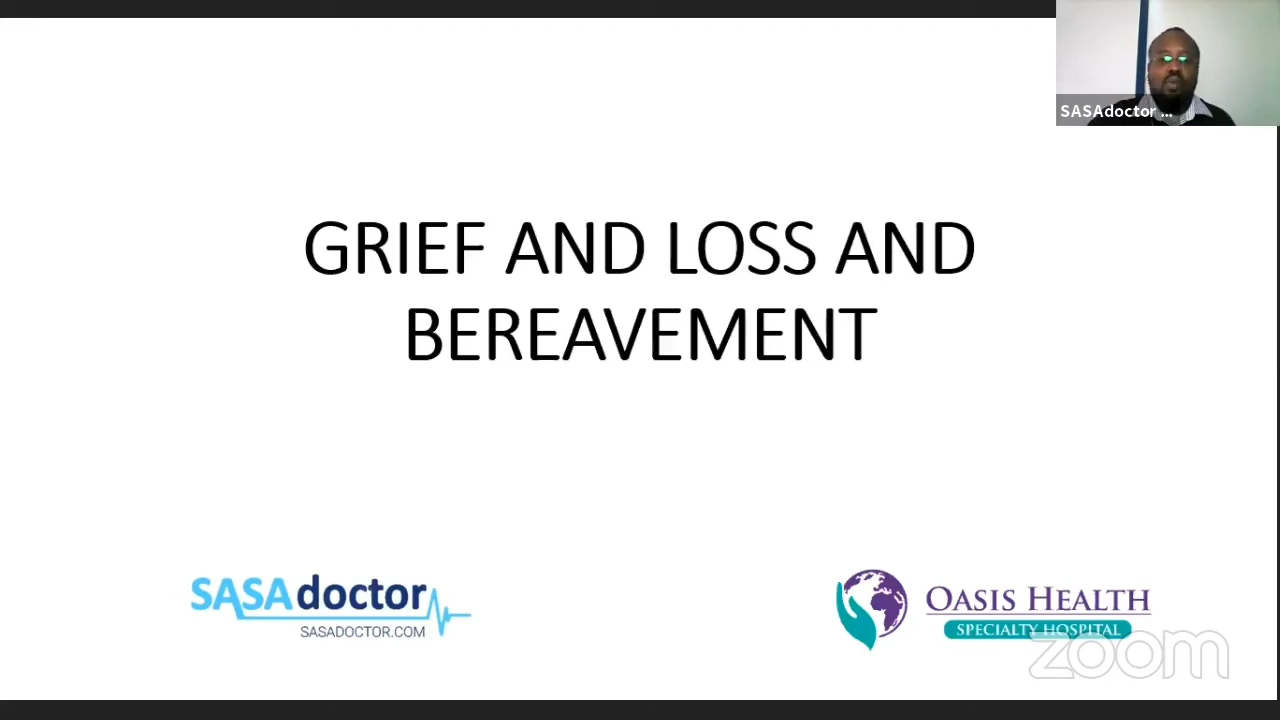 SASAdoctor ...
GRIEF AND LOSS AND
BEREAVEMENT
SASAdoctor
SASADOCTOR.COM
OASIS HEALTH
SPECIALTY HOSPITAL
zoom